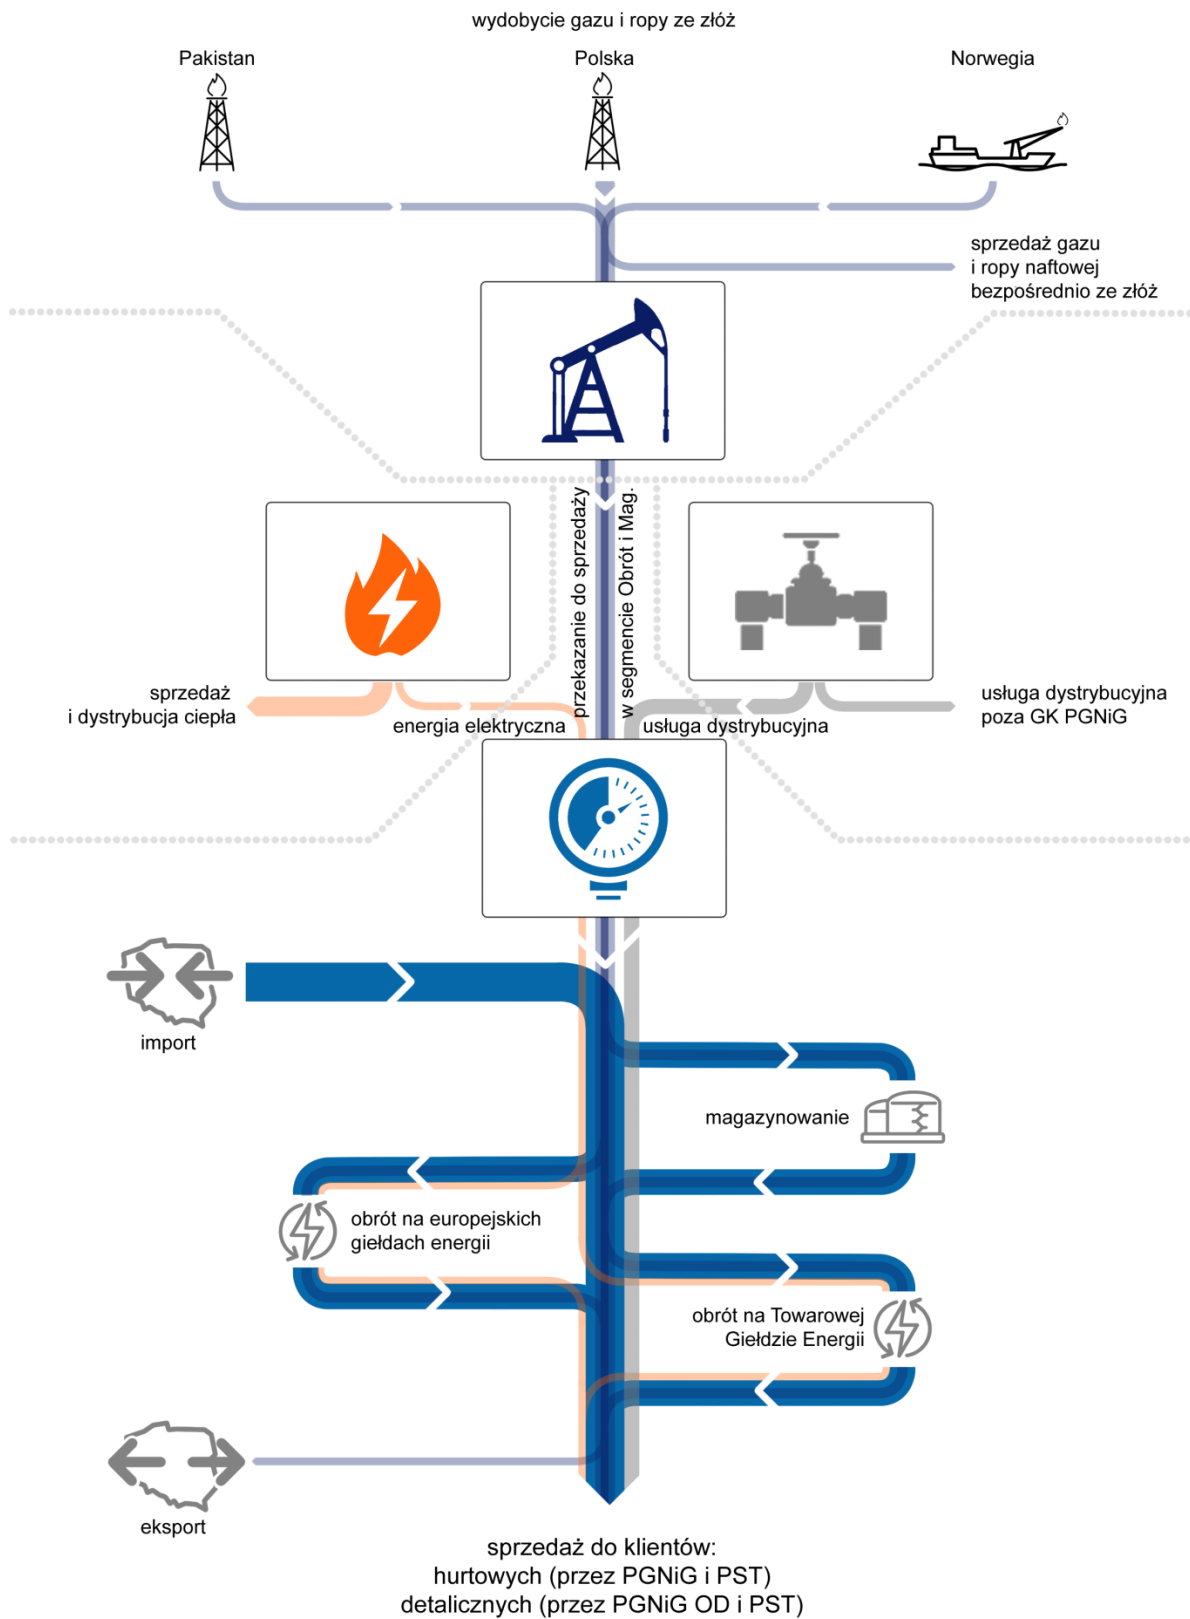 wydobycie gazu i ropy ze złóż
Pakistan
Polska
Norwegia
sprzedaż gazu
i ropy naftowej
bezpośrednio ze złóż
przekazanie do sprzedaży
w segmencie Obrót i Mag.
sprzedaż
i dystrybucja ciepła
energia elektryczna
usługa dystrybucyjna
usługa dystrybucyjna
poza GK PGNiG
import
magazynowanie
obrót na europejskich
giełdach energii
obrót na Towarowej
Giełdzie Energii
eksport
sprzedaż do klientów:
hurtowych (przez PGNiG i PST)
detalicznych (przez PGNiG OD i PST)